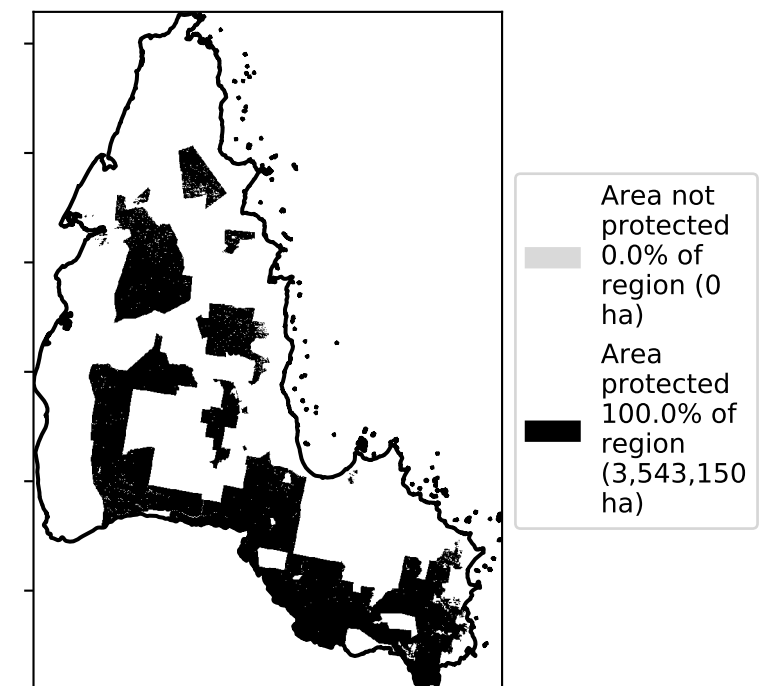 Area not
protected
0.0% of
region (0
ha)
Area
protected
100.0% of
region
(3,543,150
ha)